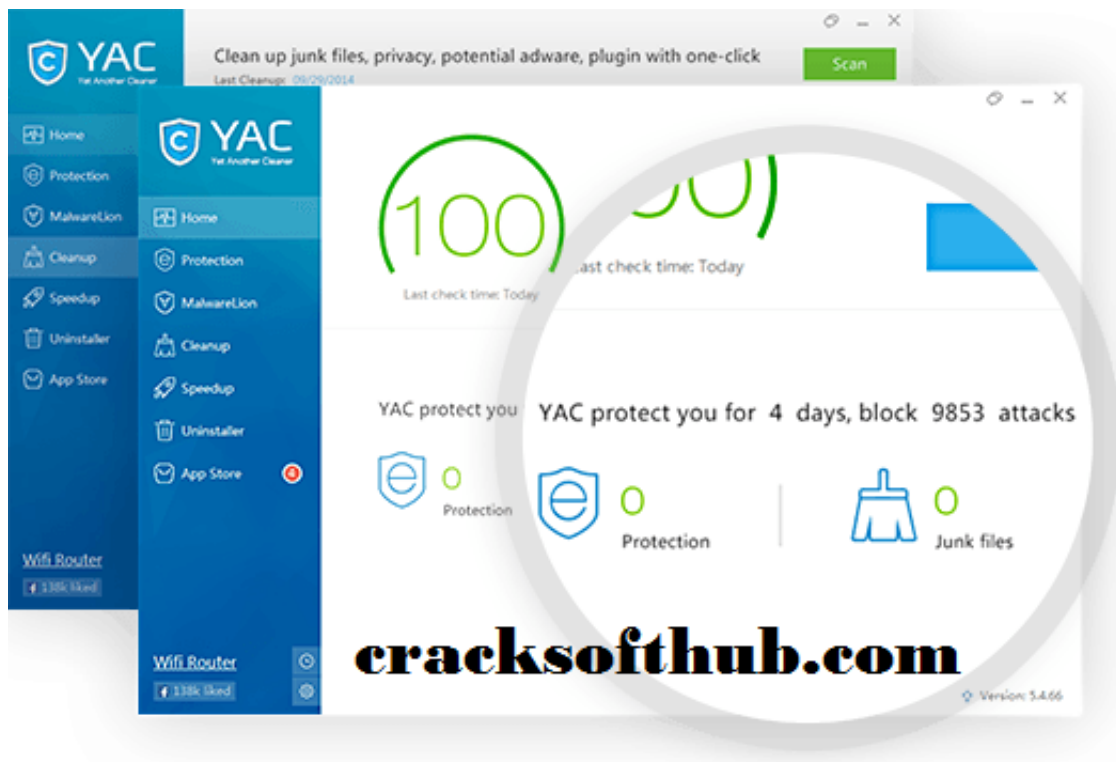 YAC
Yet Another Cleaner
Clean up junk files, privacy, potential adware, plugin with one-click
Last Cleanup: 09/29/2014
Scan
Home
Protection
MalwareLion
Cleanup
Speedup
Uninstaller
App Store
Wifi Router
138k liked
YAC
Yet Another Cleaner
Home
Protection
MalwareLion
Cleanup
Speedup
Uninstaller
App Store 4
Wifi Router
138k liked
100
Last check time: Today
YAC protect you
0
Protection
00
ast check time: Today
YAC protect you for 4 days, block 9853 attacks
0
Protection
0
Junk files
cracksofthub.com
Version: 5.4.66